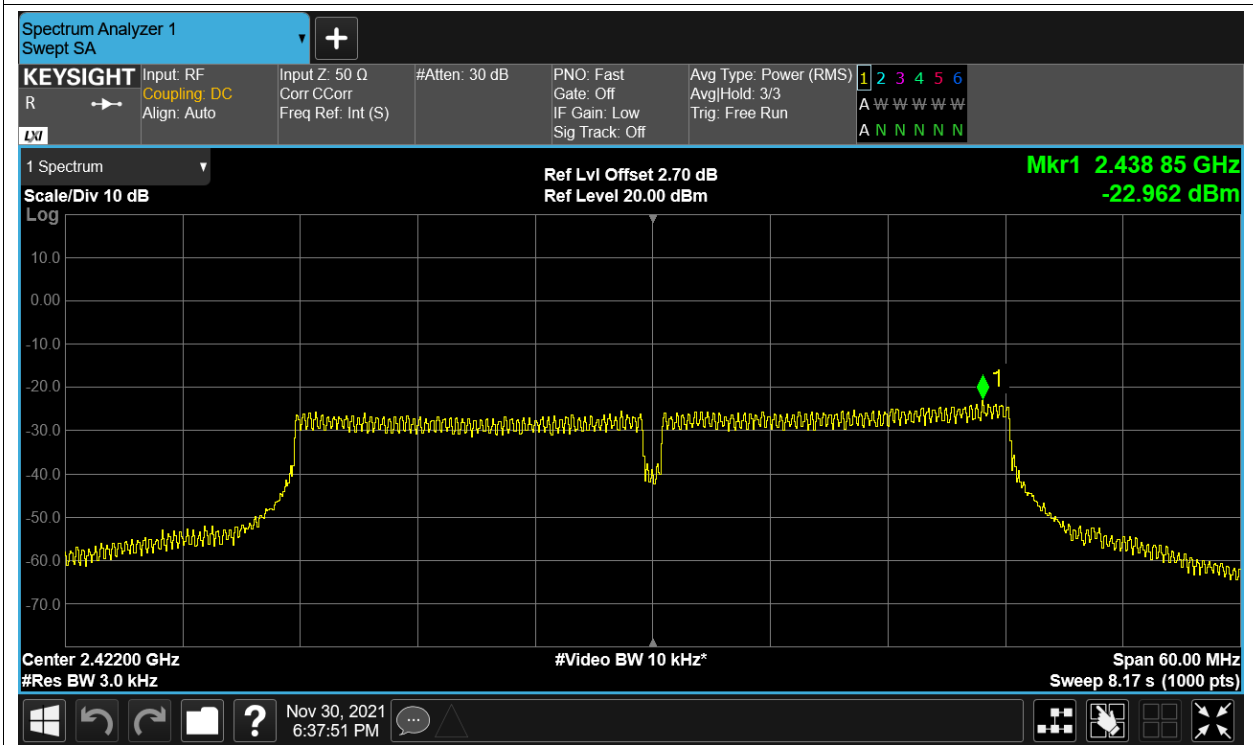 Spectrum Analyzer 1
Swept SA
KEYSIGHT
R
LXI
Input: RF
Coupling: DC
Align: Auto
Input Z: 50 Ω
Corr CCorr
Freq Ref: Int (S)
#Atten: 30 dB
PNO: Fast
Gate: Off
IF Gain: Low
Sig Track: Off
Avg Type: Power (RMS)
Avg|Hold: 3/3
Trig: Free Run
1 2 3 4 5 6
A W W W W W
A N N N N N
1 Spectrum
Scale/Div 10 dB
Log
Ref Lvl Offset 2.70 dB
Ref Level 20.00 dBm
Mkr1 2.438 85 GHz
-22.962 dBm
10.0
0.00
-10.0
-20.0
-30.0
-40.0
-50.0
-60.0
-70.0
1
Center 2.42200 GHz
#Res BW 3.0 kHz
#Video BW 10 kHz*
Span 60.00 MHz
Sweep 8.17 s (1000 pts)
?
Nov 30, 2021
6:37:51 PM